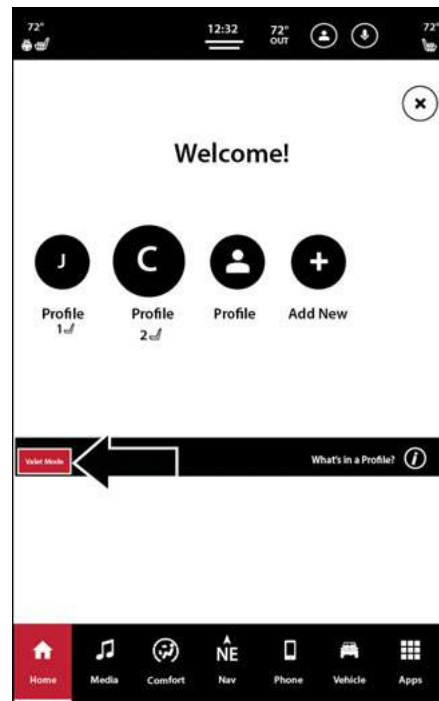 72° 12:32 72° 72°
OUT
Welcome!
J C
Profile Profile Profile Add New
1 2
Valet Mode What's in a Profile? i
NE
Home Media Comfort Nav Phone Vehicle Apps